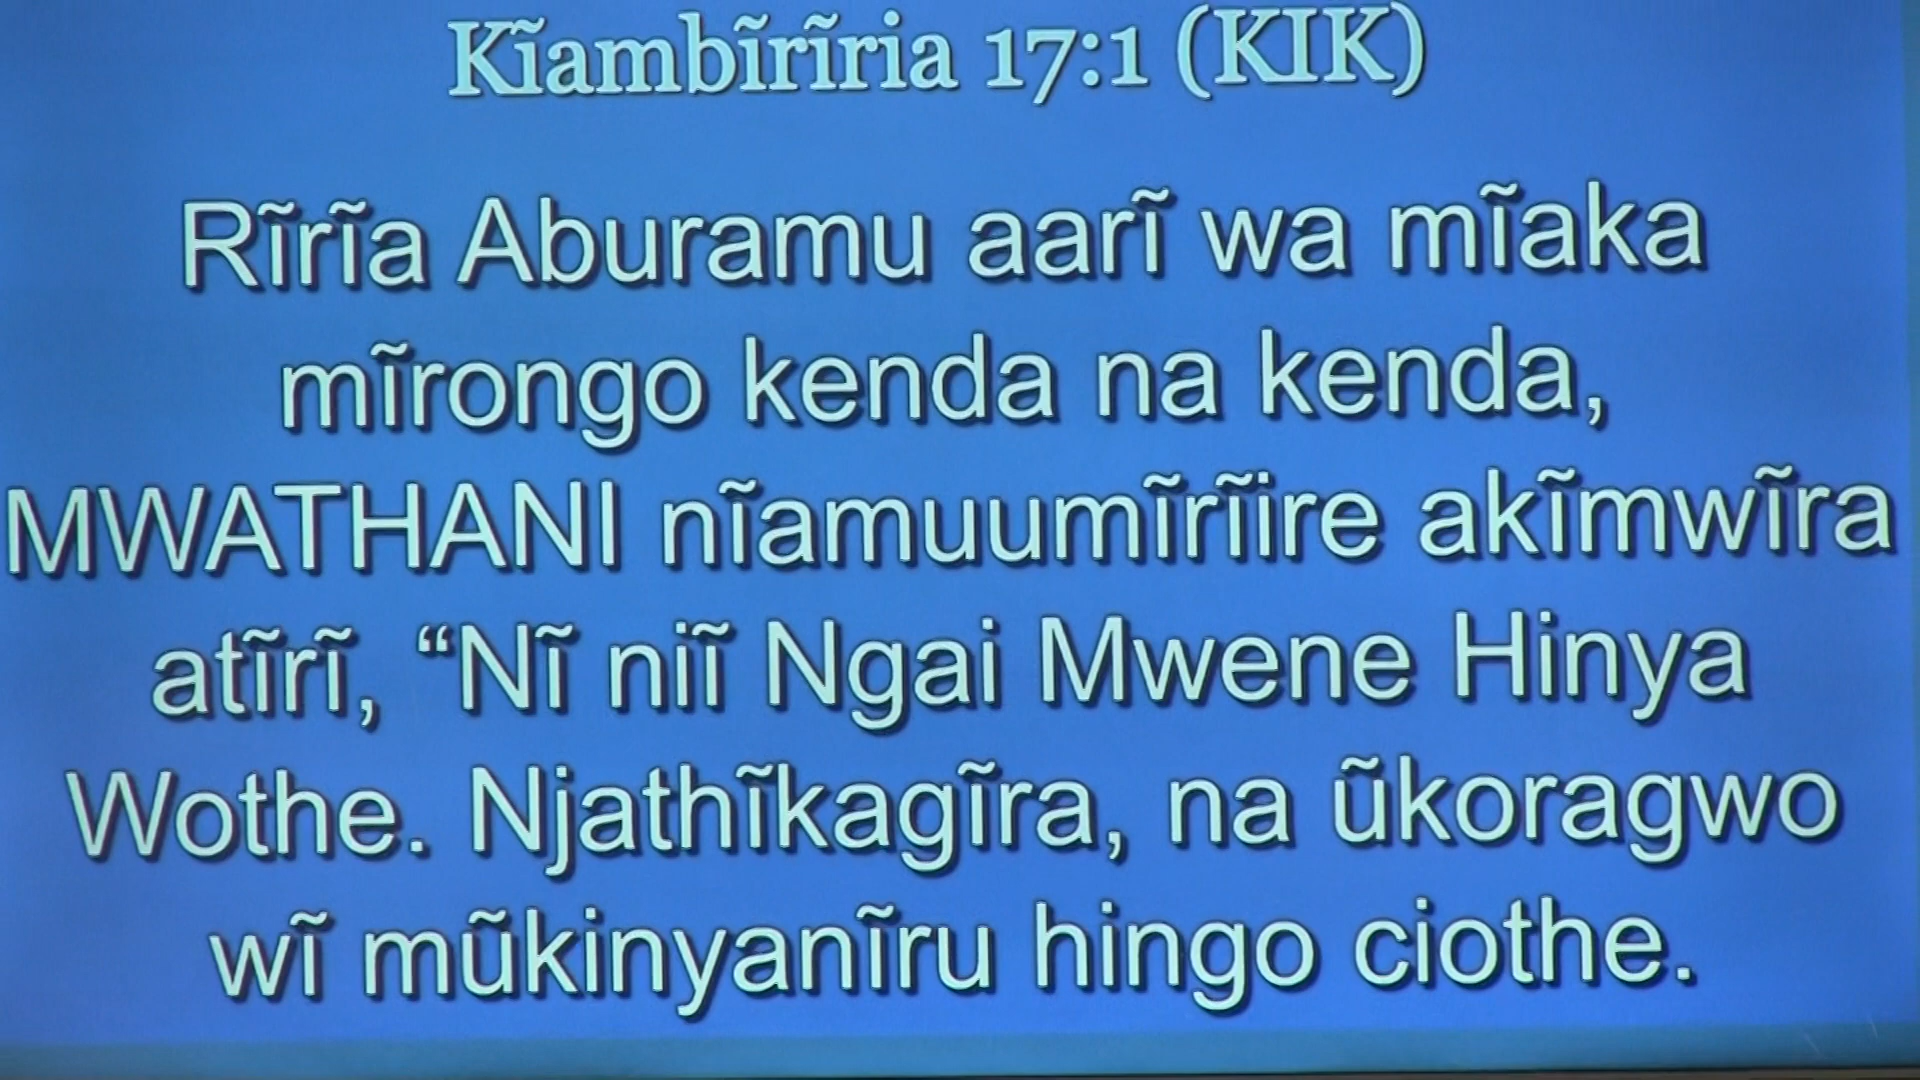 Kĩambĩrĩria 17:1 (KIK)
Rĩrĩa Aburamu aarĩ wa mĩaka
mĩrongo kenda na kenda,
MWATHANI nĩamuumĩrĩire akĩmwĩra
atĩrĩ, “Nĩ niĩ Ngai Mwene Hinya
Wothe. Njathĩkagĩra, na ũkoragwo
wĩ mũkinyanĩru hingo ciothe.